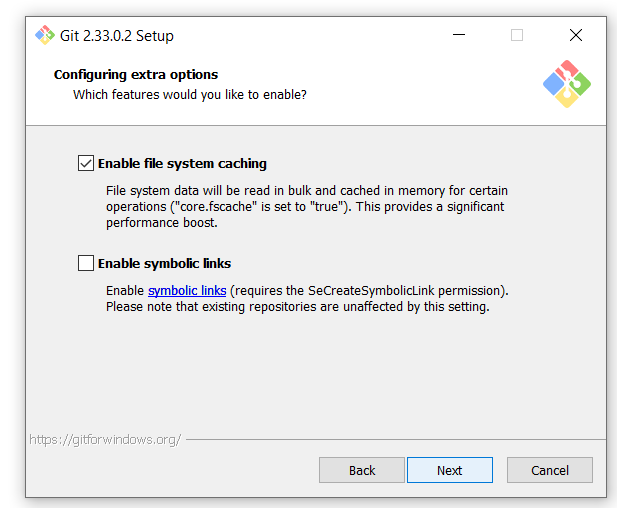 Git 2.33.0.2 Setup
Configuring extra options
Which features would you like to enable?
Enable file system caching
File system data will be read in bulk and cached in memory for certain
operations ("core.fscache" is set to "true"). This provides a significant
performance boost.
Enable symbolic links
Enable symbolic links (requires the SeCreateSymbolicLink permission).
Please note that existing repositories are unaffected by this setting.
https://gitforwindows.org/
Back Next Cancel